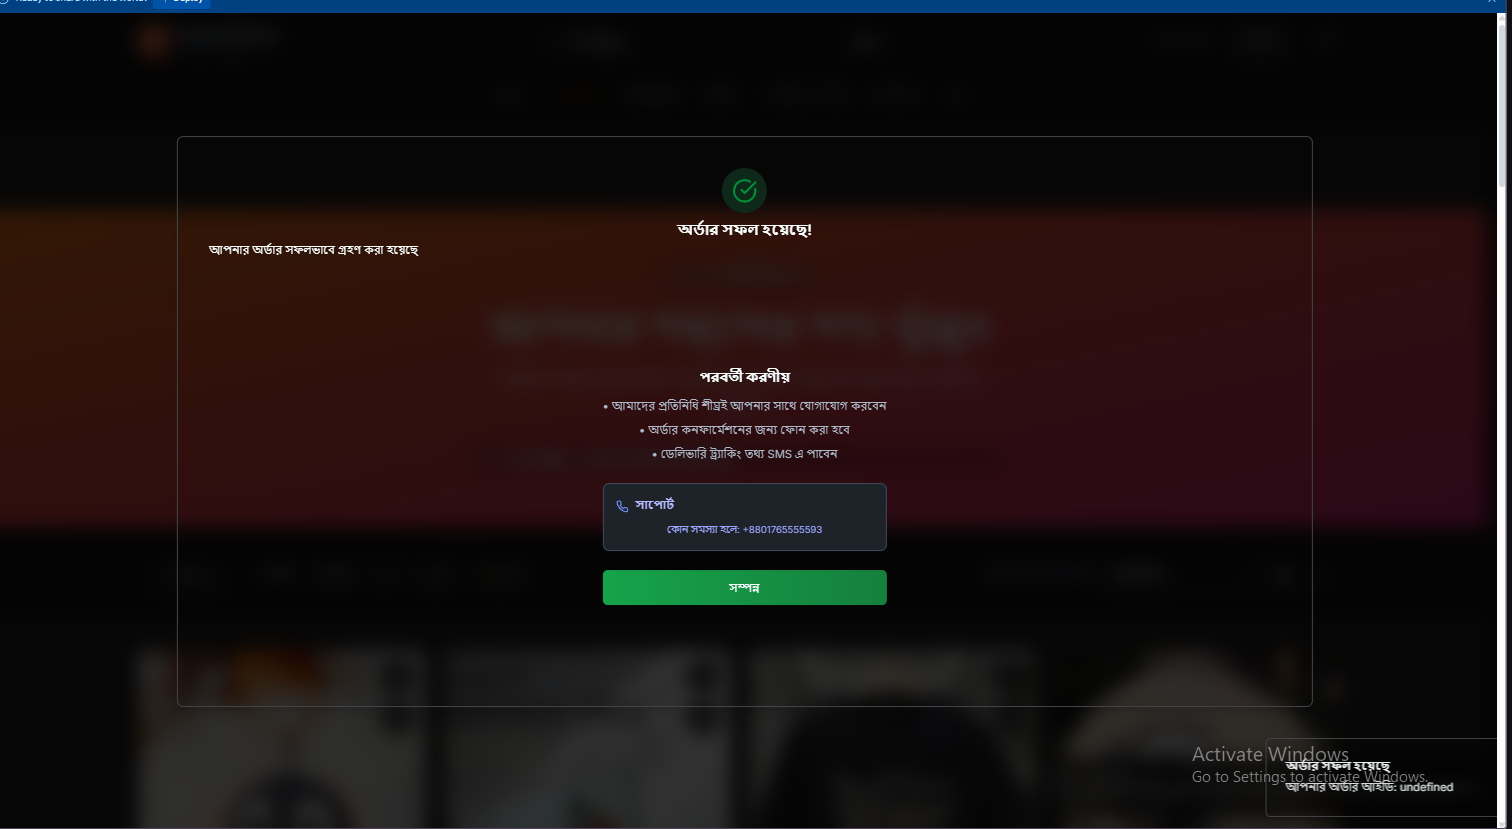 অর্ডার সফল হয়েছে!
আপনার অর্ডার সফলভাবে গ্রহণ করা হয়েছে
পরবর্তী করণীয়
• আমাদের প্রতিনিধি শীঘ্রই আপনার সাথে যোগাযোগ করবেন
• অর্ডার কনফার্মেশনের জন্য ফোন করা হবে
• ডেলিভারি ট্র্যাকিং তথ্য SMS এ পাবেন
সাপোর্ট
কোন সমস্যা হলে: +8801765555593
সম্পন্ন
Activate Windows
Go to Settings to activate Windows.
অর্ডার সফল হয়েছে
আপনার অর্ডার আইডি: undefined